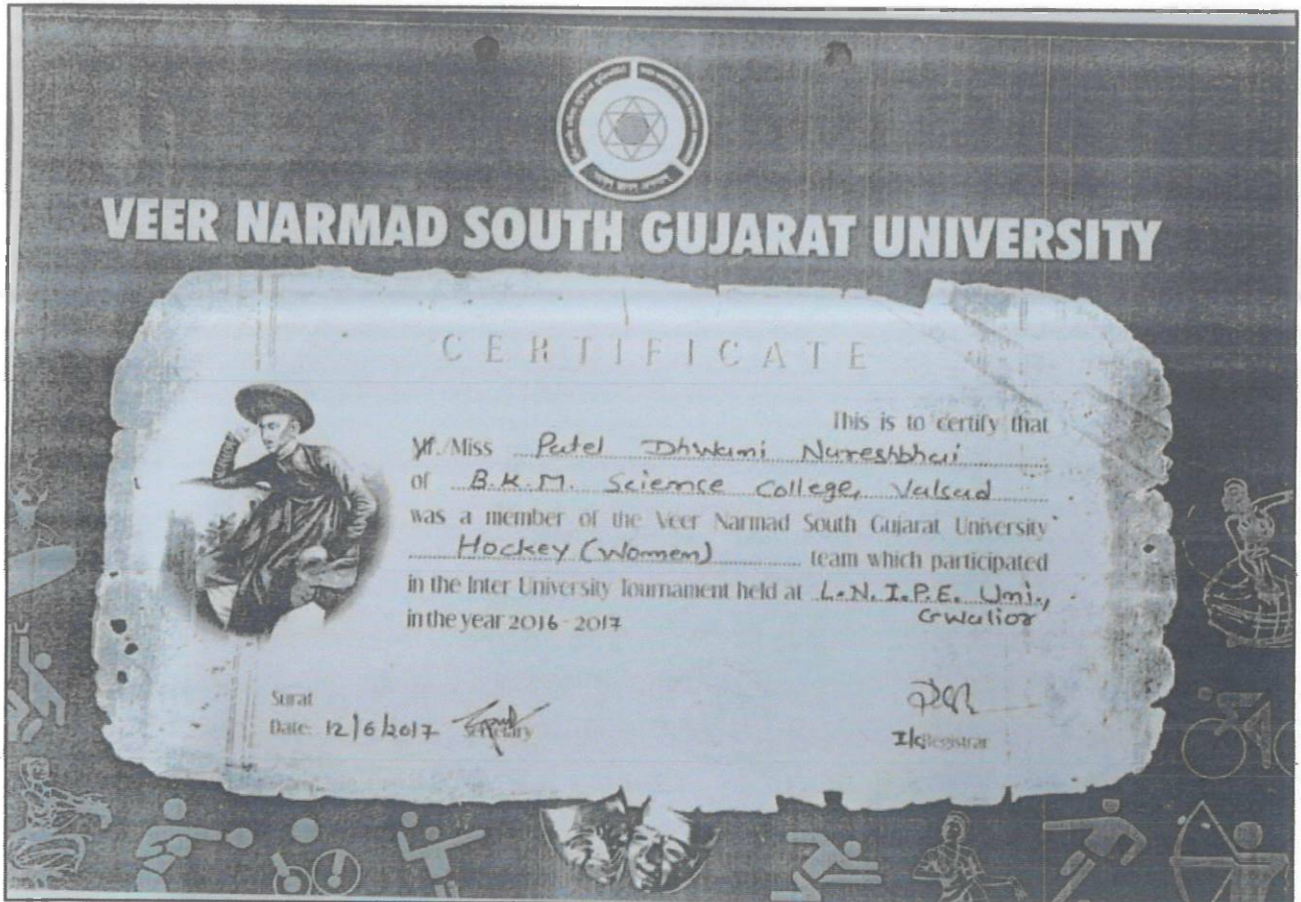 VEER NARMAD SOUTH GUJARAT UNIVERSITY
CERTIFICATE
This is to certify that
Mr./Miss Patel Dhwani Nareshbhai
of B.K.M. Science College, Valsad
was a member of the Veer Narmad South Gujarat University
Hockey (Women) team which participated
in the Inter University Tournament held at L.N.I.P.E. Uni.,
in the year 2016-2017 Gwalior
Surat
Date: 12/6/2017 Secretary
I/c Registrar